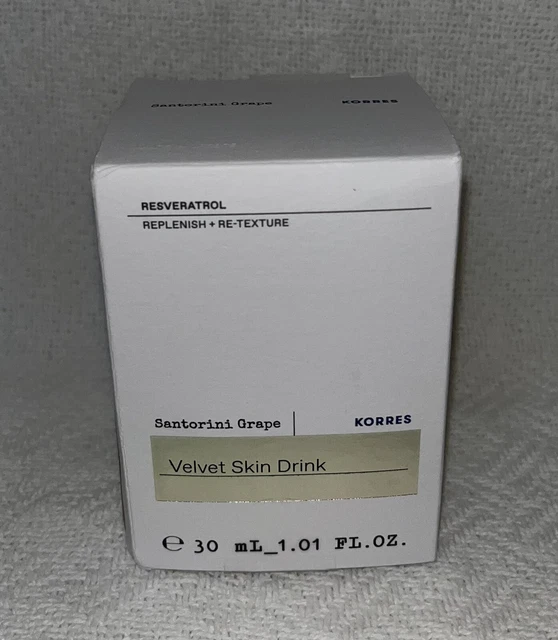 Santorini Grape KORRES
RESVERATROL
REPLENISH + RE-TEXTURE
Santorini Grape KORRES
Velvet Skin Drink
℮ 30 mL_1.01 FL.OZ.